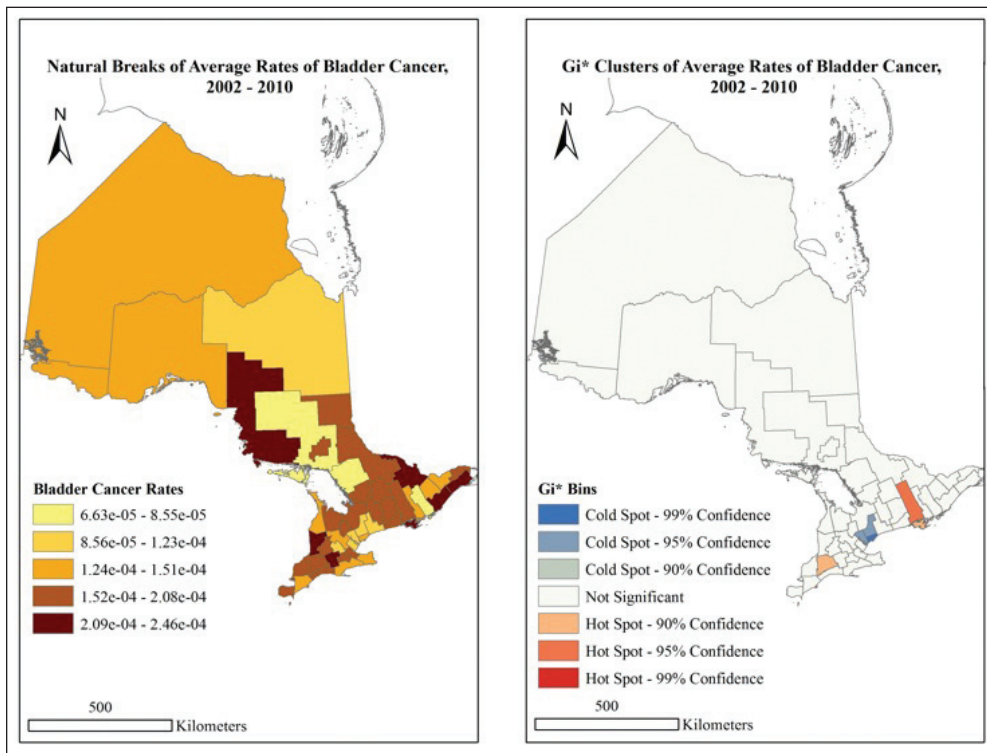 Natural Breaks of Average Rates of Bladder Cancer,
2002 - 2010
N
Bladder Cancer Rates
6.63e-05 - 8.55e-05
8.56e-05 - 1.23e-04
1.24e-04 - 1.51e-04
1.52e-04 - 2.08e-04
2.09e-04 - 2.46e-04
500
Kilometers
Gi* Clusters of Average Rates of Bladder Cancer,
2002 - 2010
N
Gi* Bins
Cold Spot - 99% Confidence
Cold Spot - 95% Confidence
Cold Spot - 90% Confidence
Not Significant
Hot Spot - 90% Confidence
Hot Spot - 95% Confidence
Hot Spot - 99% Confidence
500
Kilometers